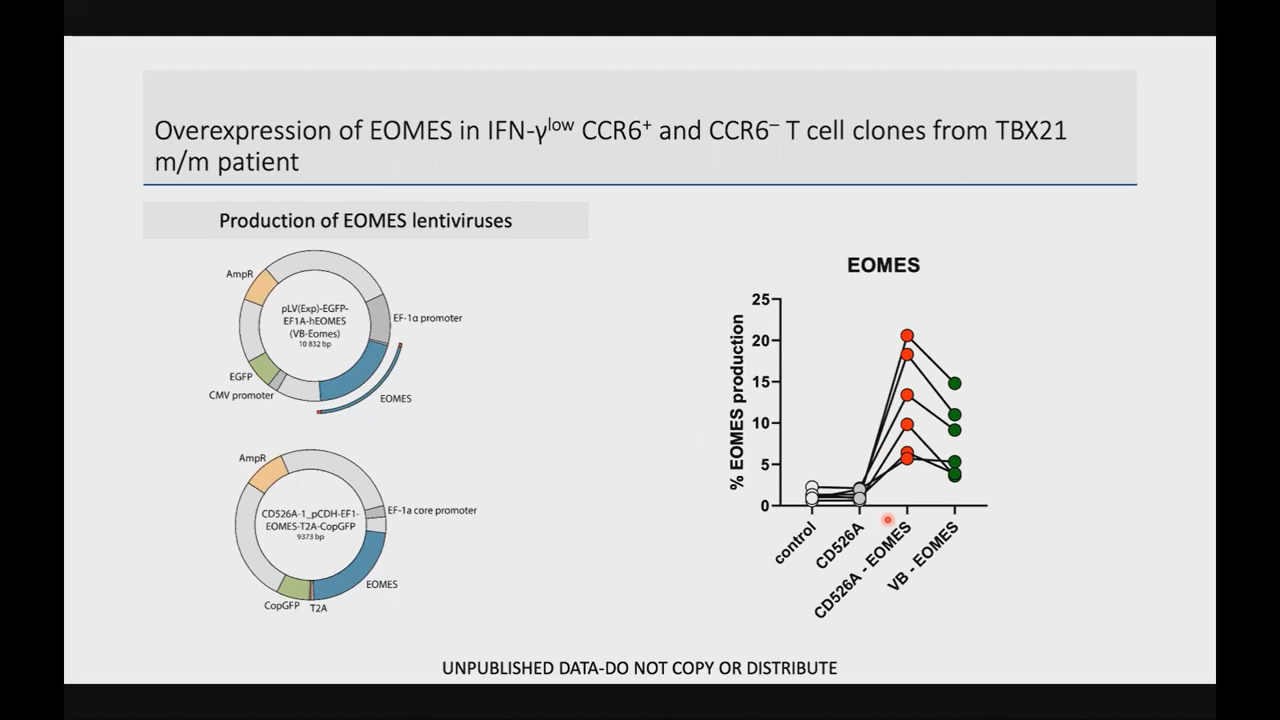 Overexpression of EOMES in IFN-γlow CCR6+ and CCR6– T cell clones from TBX21
m/m patient
Production of EOMES lentiviruses
AmpR
pLV(Exp)-EGFP-
EF1A-hEOMES
(VB-Eomes)
10 832 bp
EF-1α promoter
EGFP
CMV promoter
EOMES
AmpR
CD526A-1_pCDH-EF1-
EOMES-T2A-CopGFP
9373 bp
EF-1a core promoter
EOMES
CopGFP
T2A
EOMES
% EOMES production
25
20
15
10
5
0
control
CD526A
CD526A - EOMES
VB - EOMES
UNPUBLISHED DATA-DO NOT COPY OR DISTRIBUTE